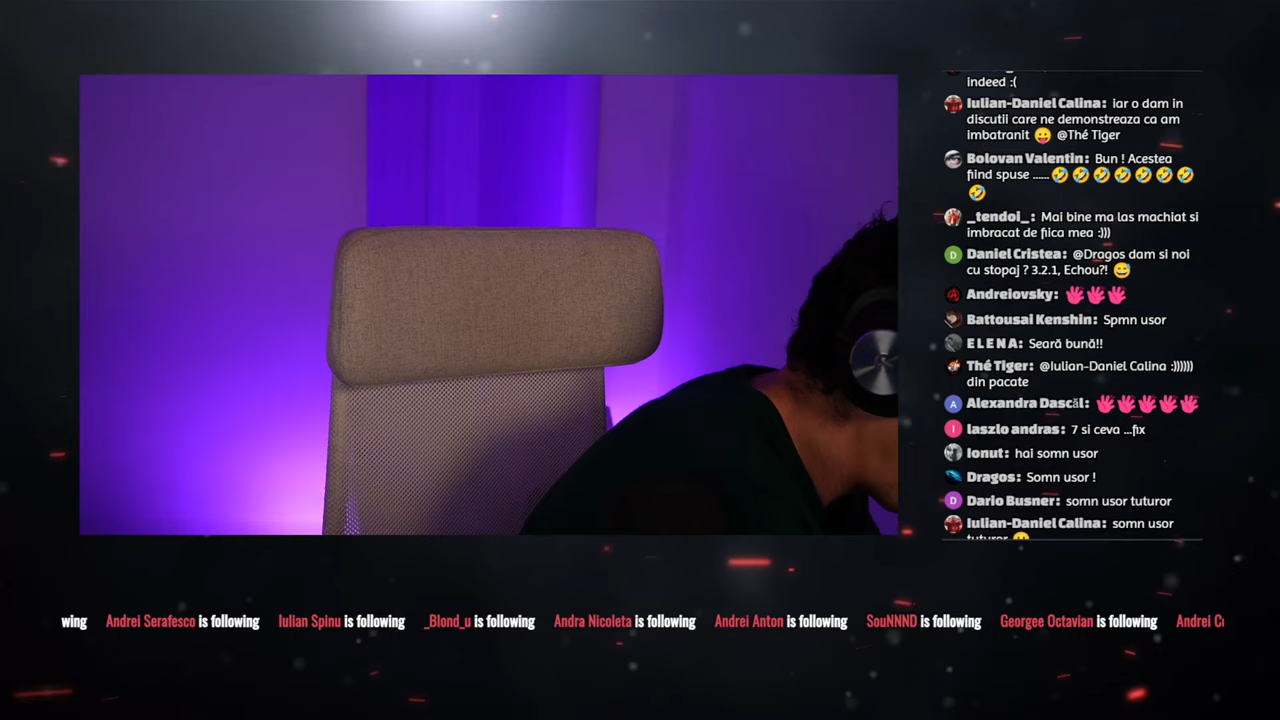 indeed :(
Iulian-Daniel Calina: iar o dam in
discutii care ne demonstreaza ca am
imbatranit 😛 @Thé Tiger
Bolovan Valentin: Bun ! Acestea
fiind spuse ...... 🤣🤣🤣🤣🤣🤣🤣
🤣
_tendoi_: Mai bine ma las machiat si
imbracat de fiica mea :)))
D Daniel Cristea: @Dragos dam si noi
cu stopaj ? 3.2.1, Echou?! 😅
Andreiovsky: 👋👋👋
Battousai Kenshin: Spmn usor
E L E N A: Seară bună!!
Thé Tiger: @Iulian-Daniel Calina :))))))
din pacate
A Alexandra Dascăl: 👋👋👋👋👋
l laszlo andras: 7 si ceva ...fix
Ionut: hai somn usor
Dragos: Somn usor !
D Dario Busner: somn usor tuturor
Iulian-Daniel Calina: somn usor
tuturor
wing Andrei Serafesco is following Iulian Spinu is following _Blond_u is following Andra Nicoleta is following Andrei Anton is following SouNNND is following Georgee Octavian is following Andrei